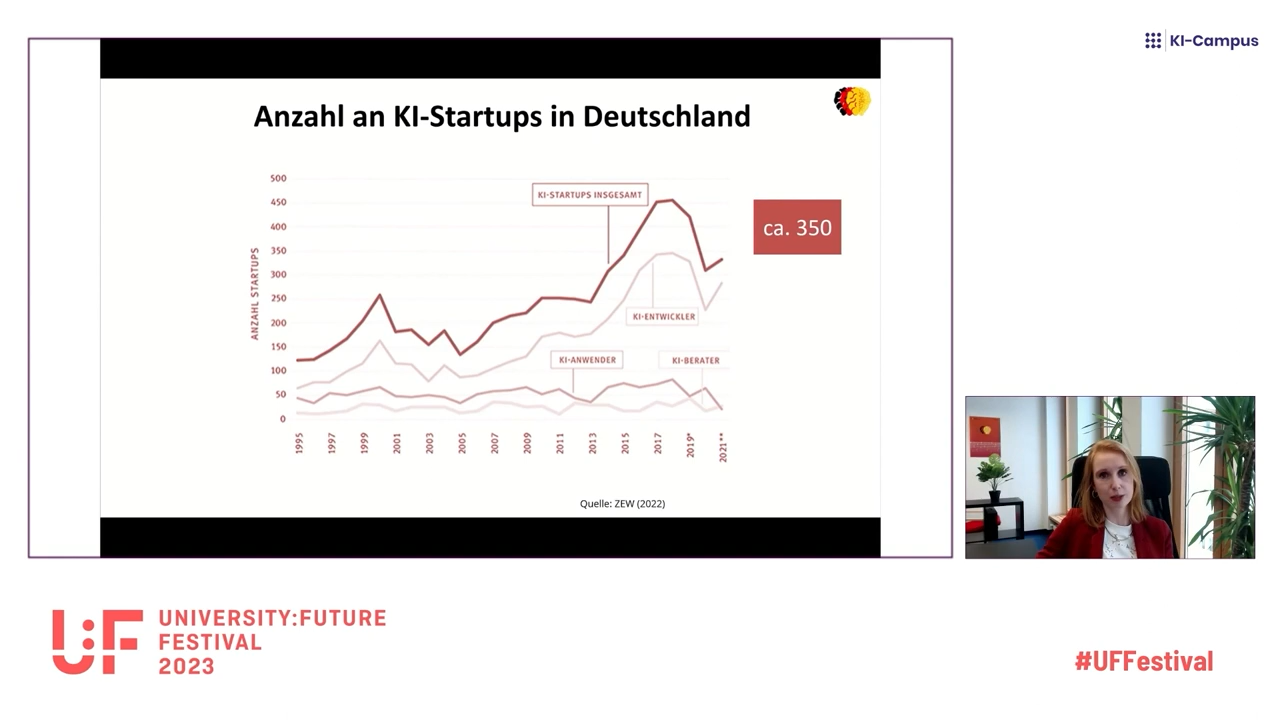 KI-Campus
Anzahl an KI-Startups in Deutschland
ANZAHL STARTUPS
500
450
400
350
300
250
200
150
100
50
0
KI-STARTUPS INSGESAMT
KI-ENTWICKLER
KI-ANWENDER
KI-BERATER
1995
1997
1999
2001
2003
2005
2007
2009
2011
2013
2015
2017
2019*
2021**
ca. 350
Quelle: ZEW (2022)
U:F
UNIVERSITY:FUTURE
FESTIVAL
2023
#UFFestival